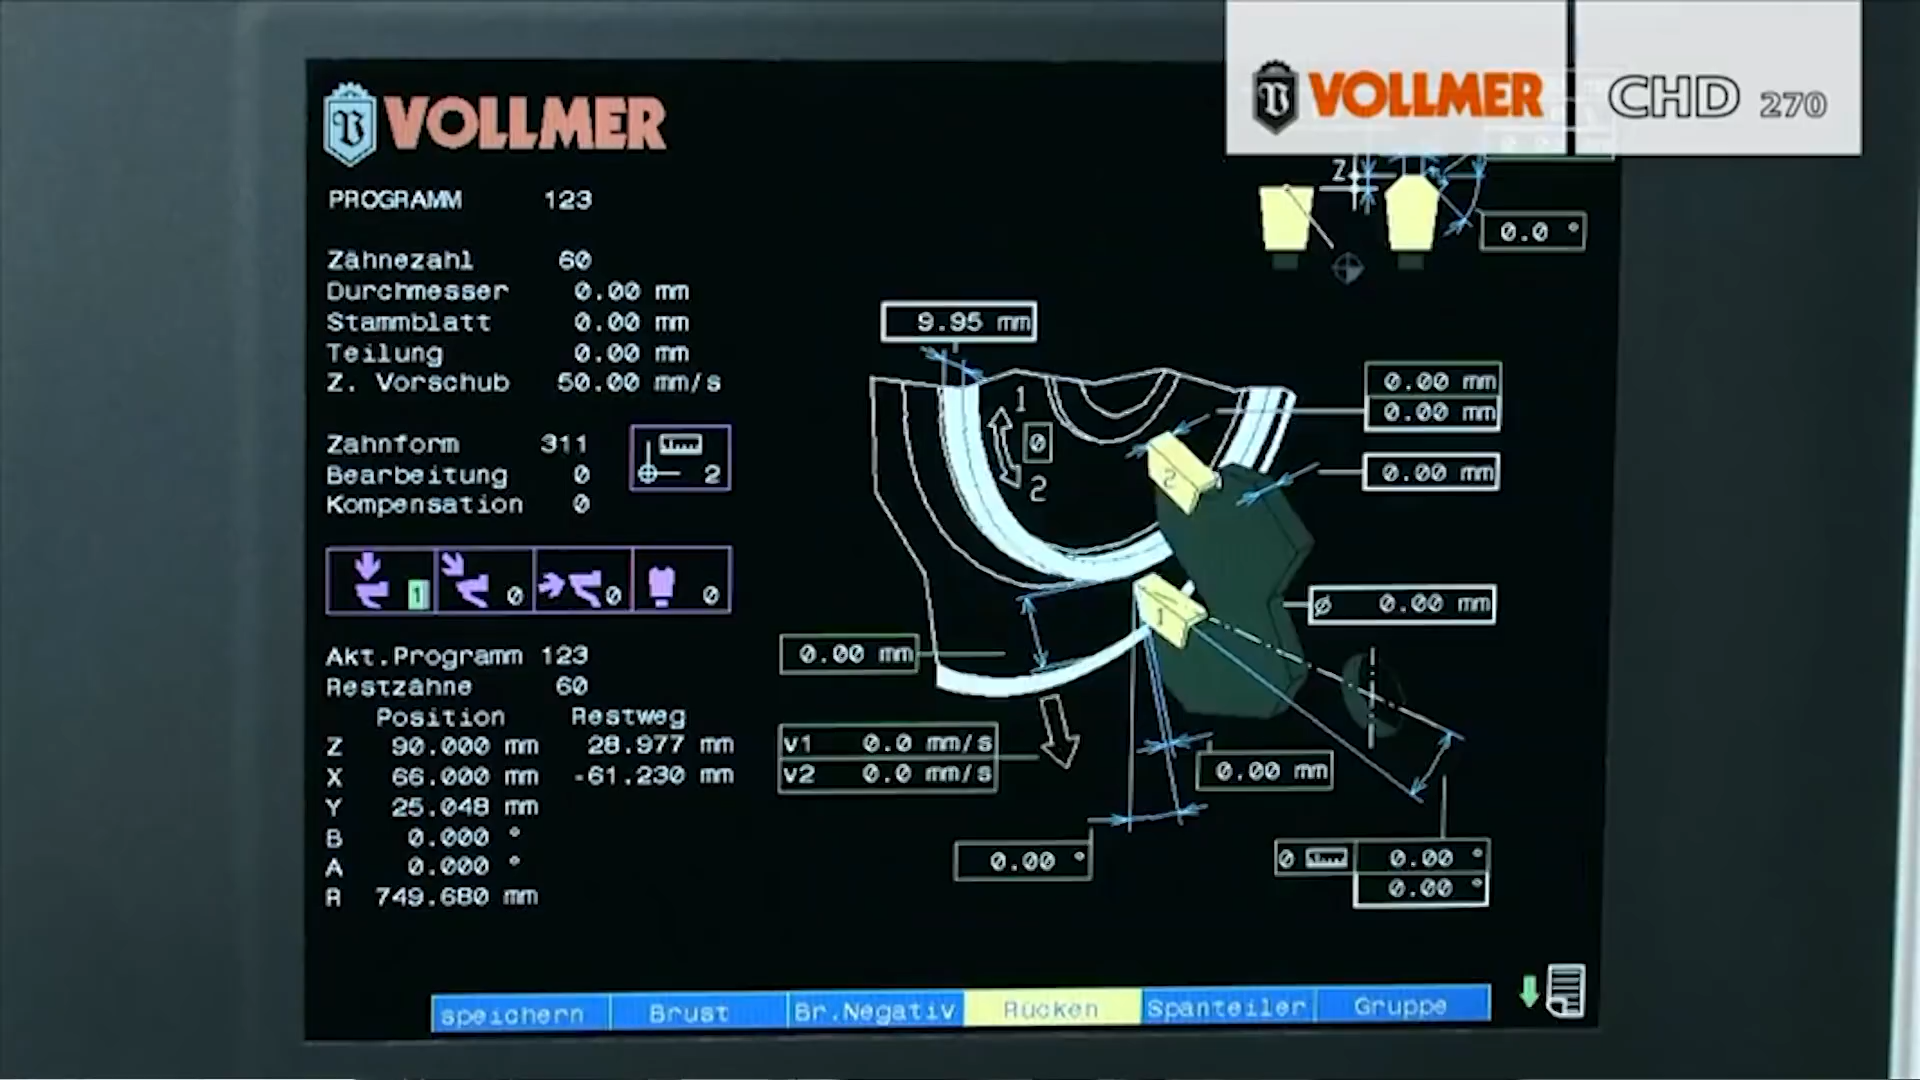 VOLLMER
CHD 270
VOLLMER
PROGRAMM 123
Zähnezahl 60
Durchmesser 0.00 mm
Stammblatt 0.00 mm
Teilung 0.00 mm
Z. Vorschub 50.00 mm/s
Zahnform 311
Bearbeitung 0
Kompensation 0
2
1 0 0 0
Akt.Programm 123
Restzähne 60
Position Restweg
Z 90.000 mm 28.977 mm
X 66.000 mm -61.230 mm
Y 25.048 mm
B 0.000 °
A 0.000 °
R 749.680 mm
Z
0.0 °
9.95 mm
1
0
2
2
1
0.00 mm
0.00 mm
0.00 mm
ø 0.00 mm
0.00 mm
v1 0.0 mm/s
v2 0.0 mm/s
0.00 mm
0.00 °
0 0.00 °
0.00 °
speichern Brust Br.Negativ Rücken Spanteiler Gruppe